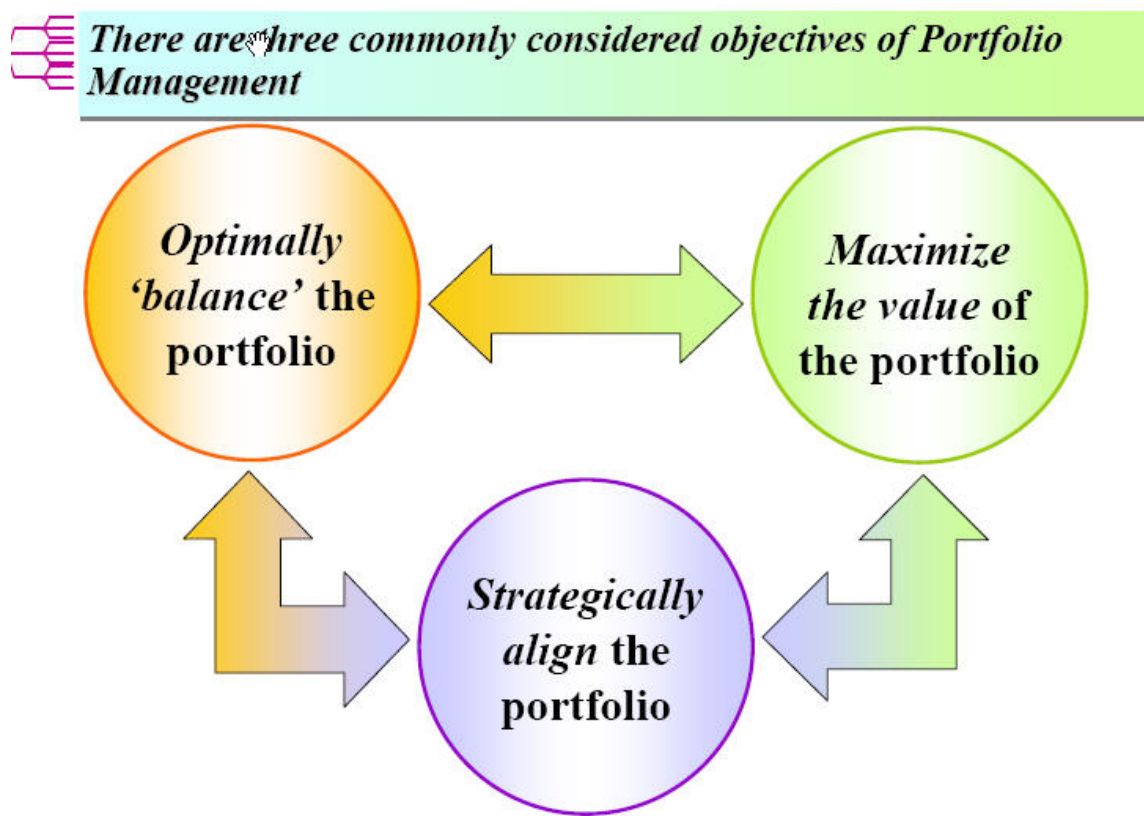 There are three commonly considered objectives of Portfolio
Management
Optimally
‘balance’ the
portfolio
Maximize
the value of
the portfolio
Strategically
align the
portfolio